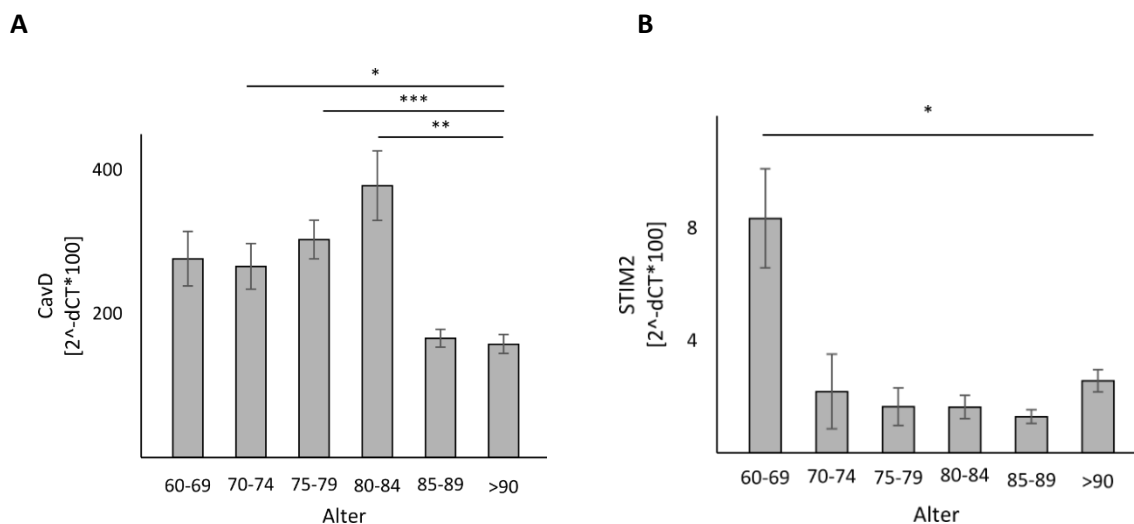 A
*
***
**
400
200
CavD
[2^-dCT*100]
60-69 70-74 75-79 80-84 85-89 >90
Alter
B
*
8
4
STIM2
[2^-dCT*100]
60-69 70-74 75-79 80-84 85-89 >90
Alter